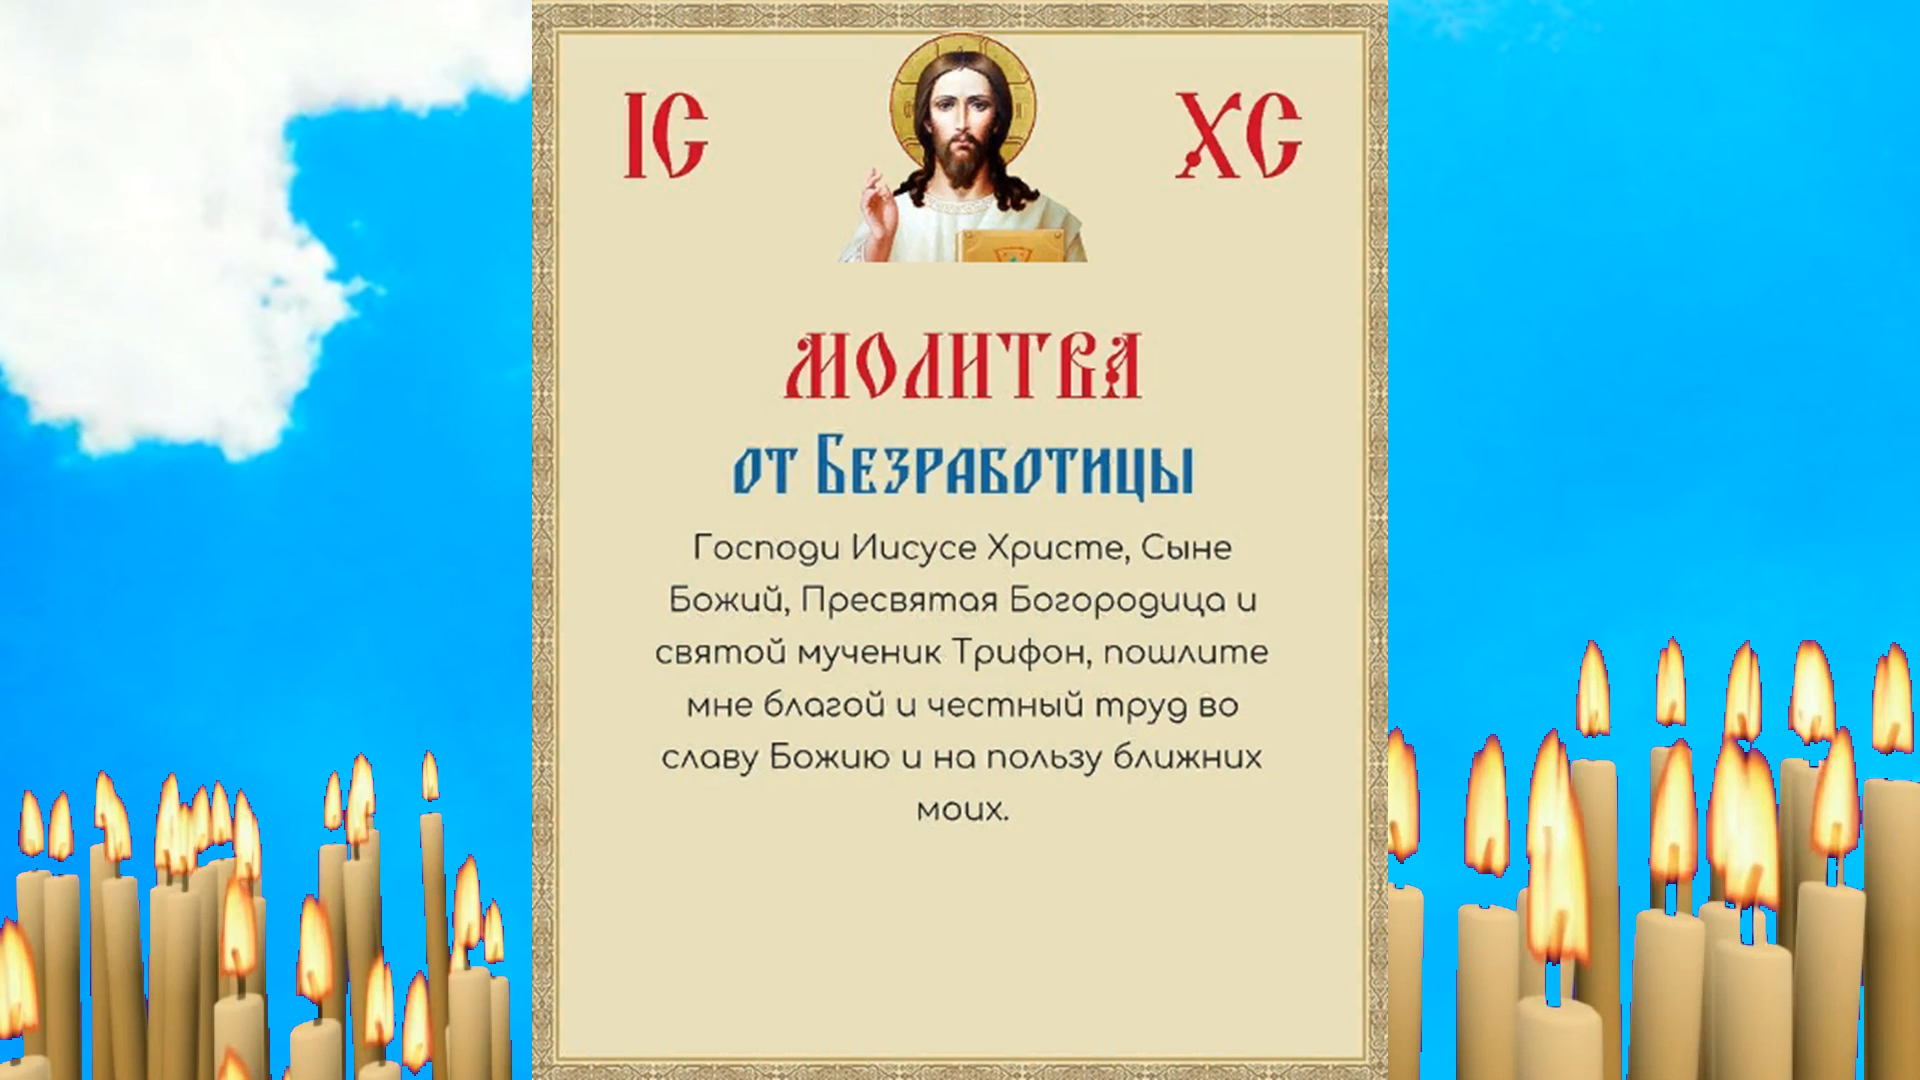 IC ХС
МОЛИТВА
от Безработицы
Господи Иисусе Христе, Сыне
Божий, Пресвятая Богородица и
святой мученик Трифон, пошлите
мне благой и честный труд во
славу Божию и на пользу ближних
моих.